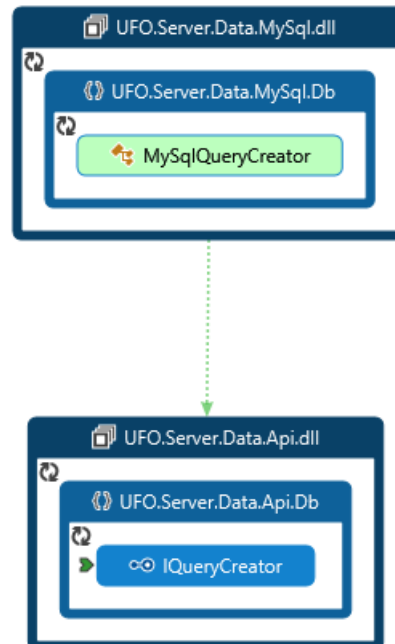 UFO.Server.Data.MySql.dll
UFO.Server.Data.MySql.Db
MySqlQueryCreator
UFO.Server.Data.Api.dll
UFO.Server.Data.Api.Db
IQueryCreator